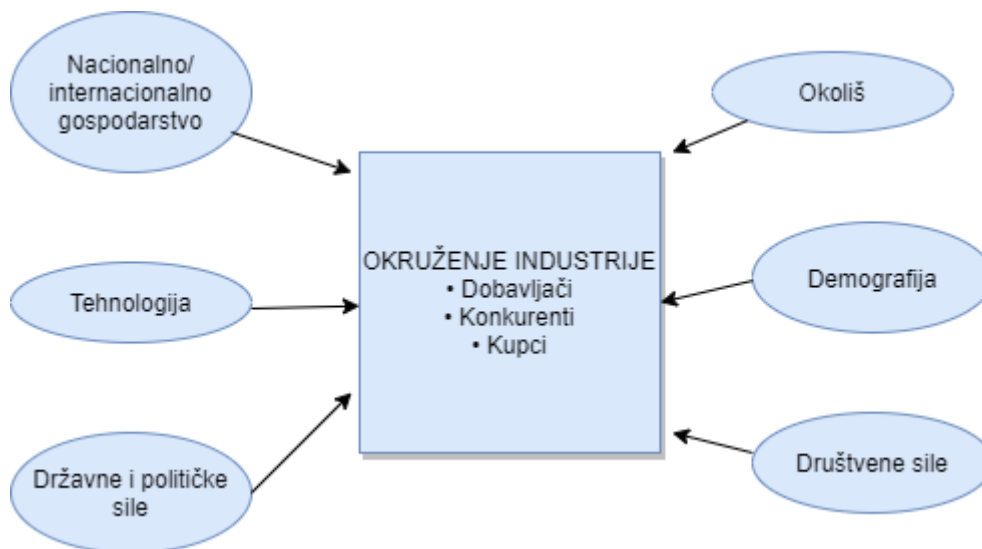 Nacionalno/
internacionalno
gospodarstvo
Okoliš
OKRUŽENJE INDUSTRIJE
• Dobavljači
• Konkurenti
• Kupci
Tehnologija
Demografija
Državne i političke
sile
Društvene sile